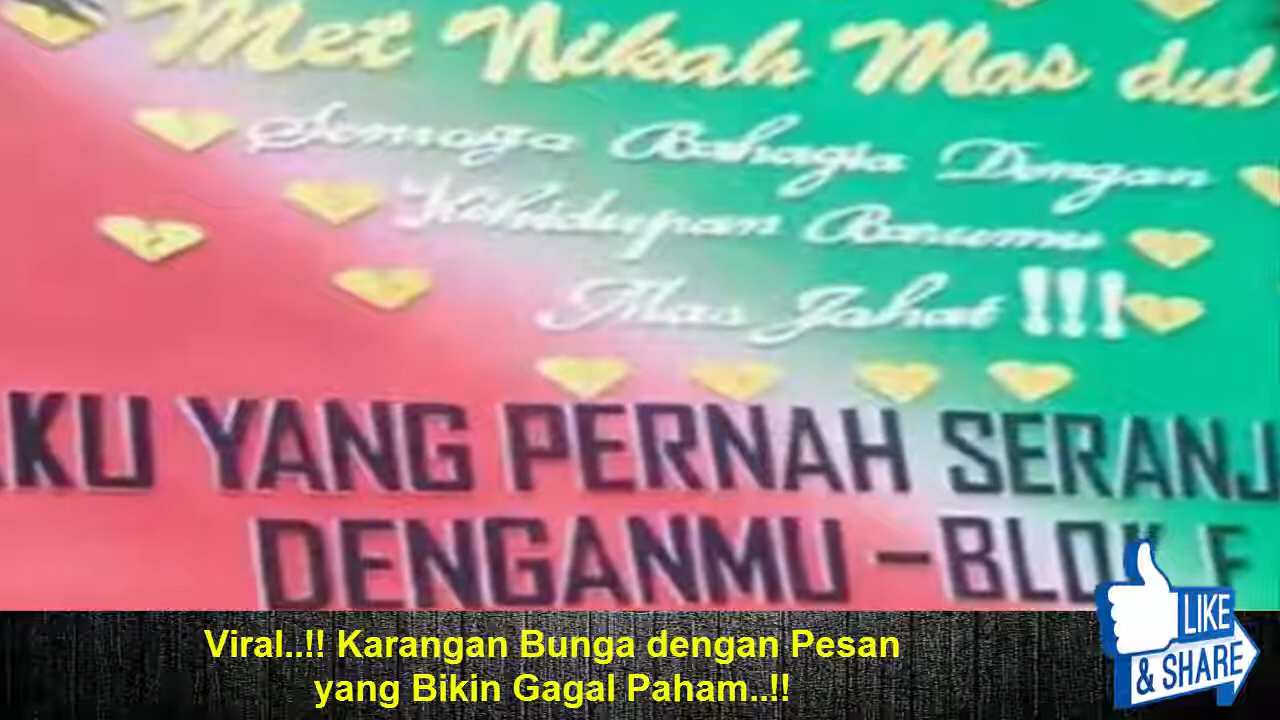 Met Nikah Mas dul
Semoga Bahagia Dengan
Kehidupan Barumu
Mas Jahat !!!
AKU YANG PERNAH SERANJ
DENGANMU – BLOK F
Viral..!! Karangan Bunga dengan Pesan
yang Bikin Gagal Paham..!!
LIKE
& SHARE